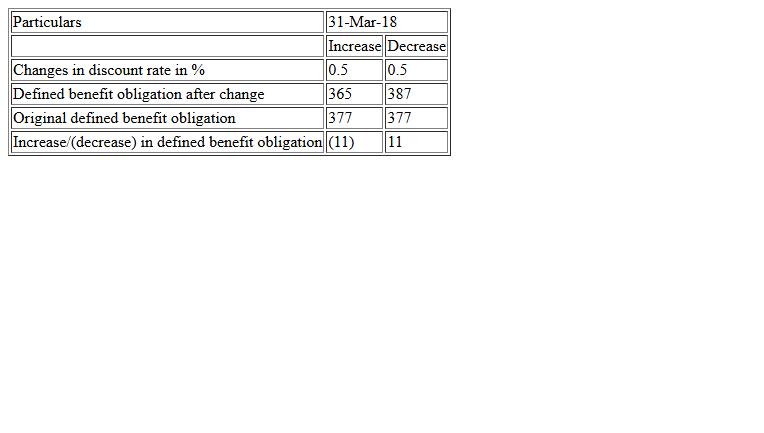 Particulars 31-Mar-18
Increase Decrease
Changes in discount rate in % 0.5 0.5
Defined benefit obligation after change 365 387
Original defined benefit obligation 377 377
Increase/(decrease) in defined benefit obligation (11) 11